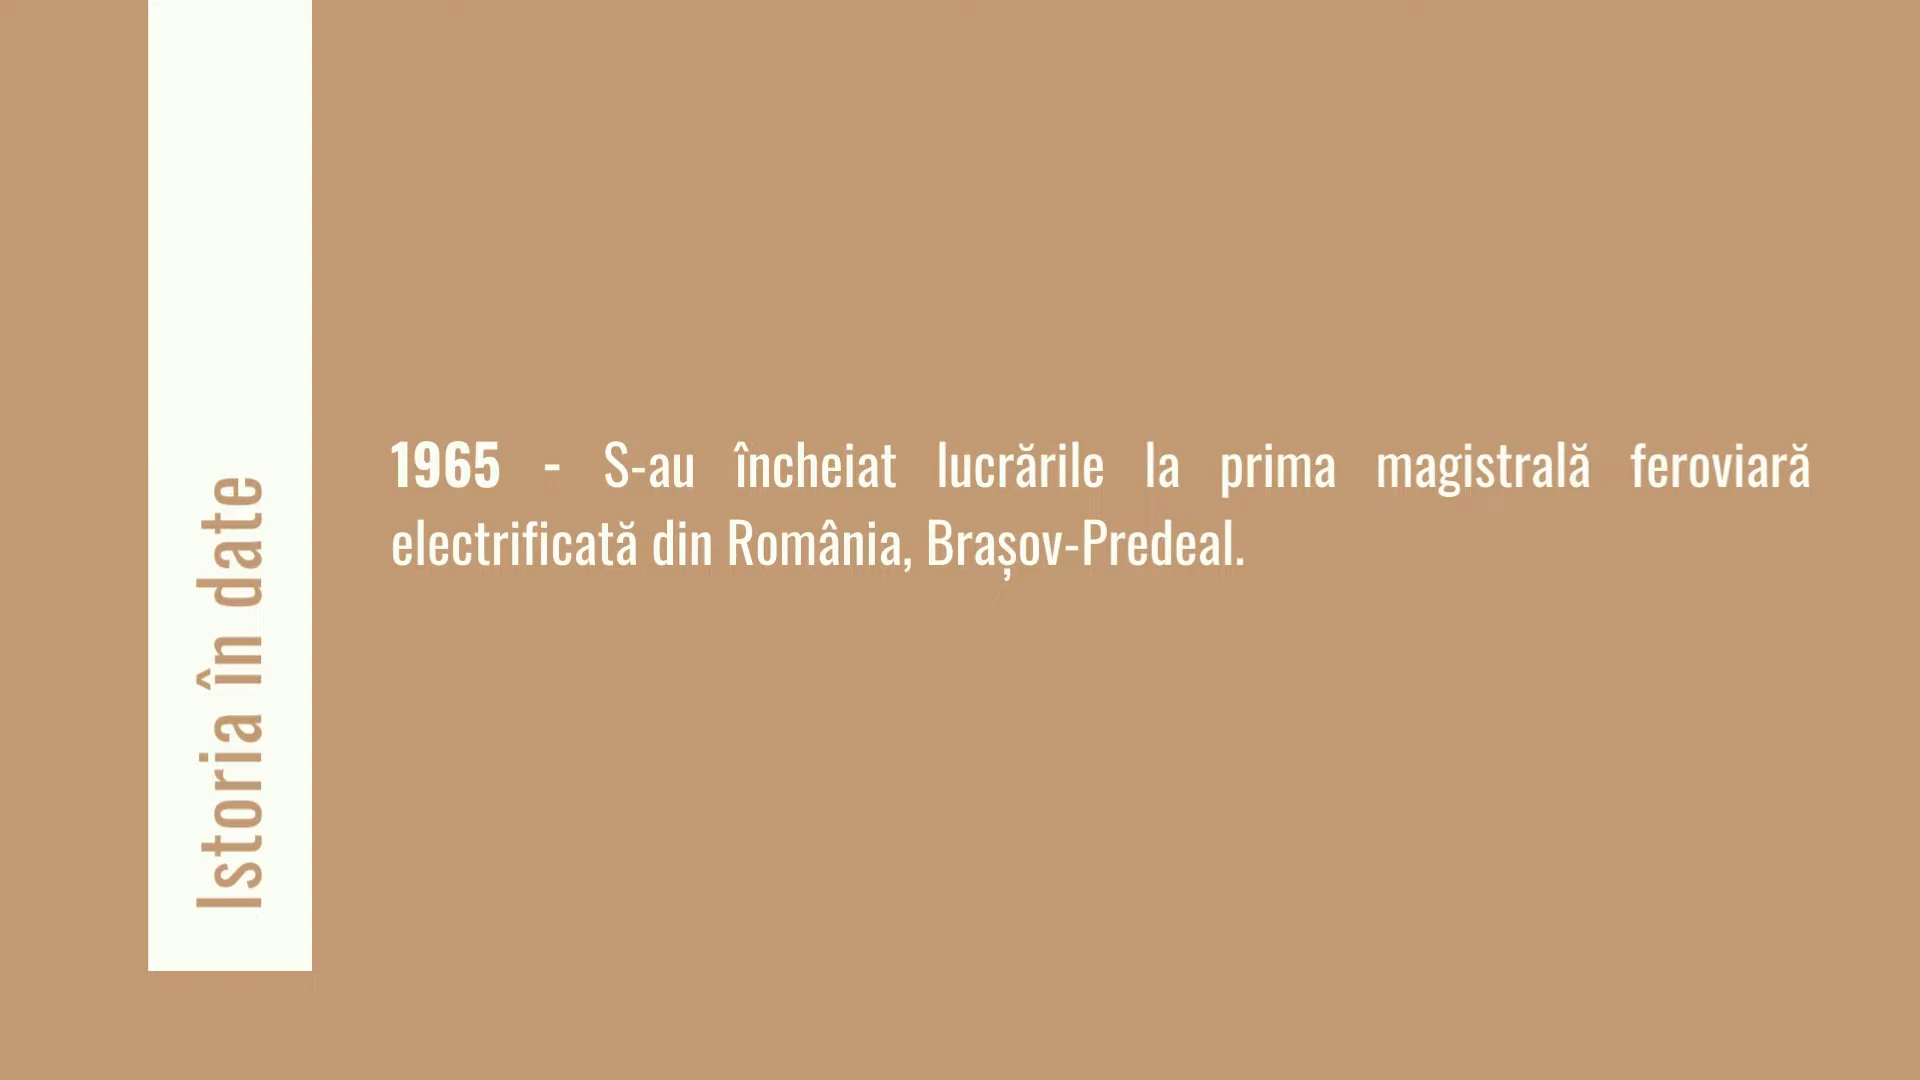 Istoria în date
1965 - S-au încheiat lucrările la prima magistrală feroviară
electrificată din România, Brașov-Predeal.